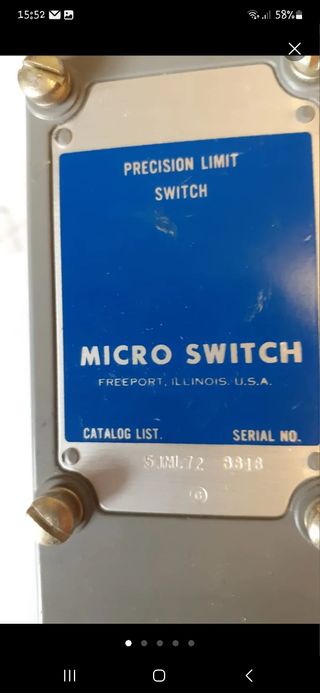 15:52
58%
PRECISION LIMIT
SWITCH
MICRO SWITCH
FREEPORT, ILLINOIS. U.S.A.
CATALOG LIST.
SERIAL NO.